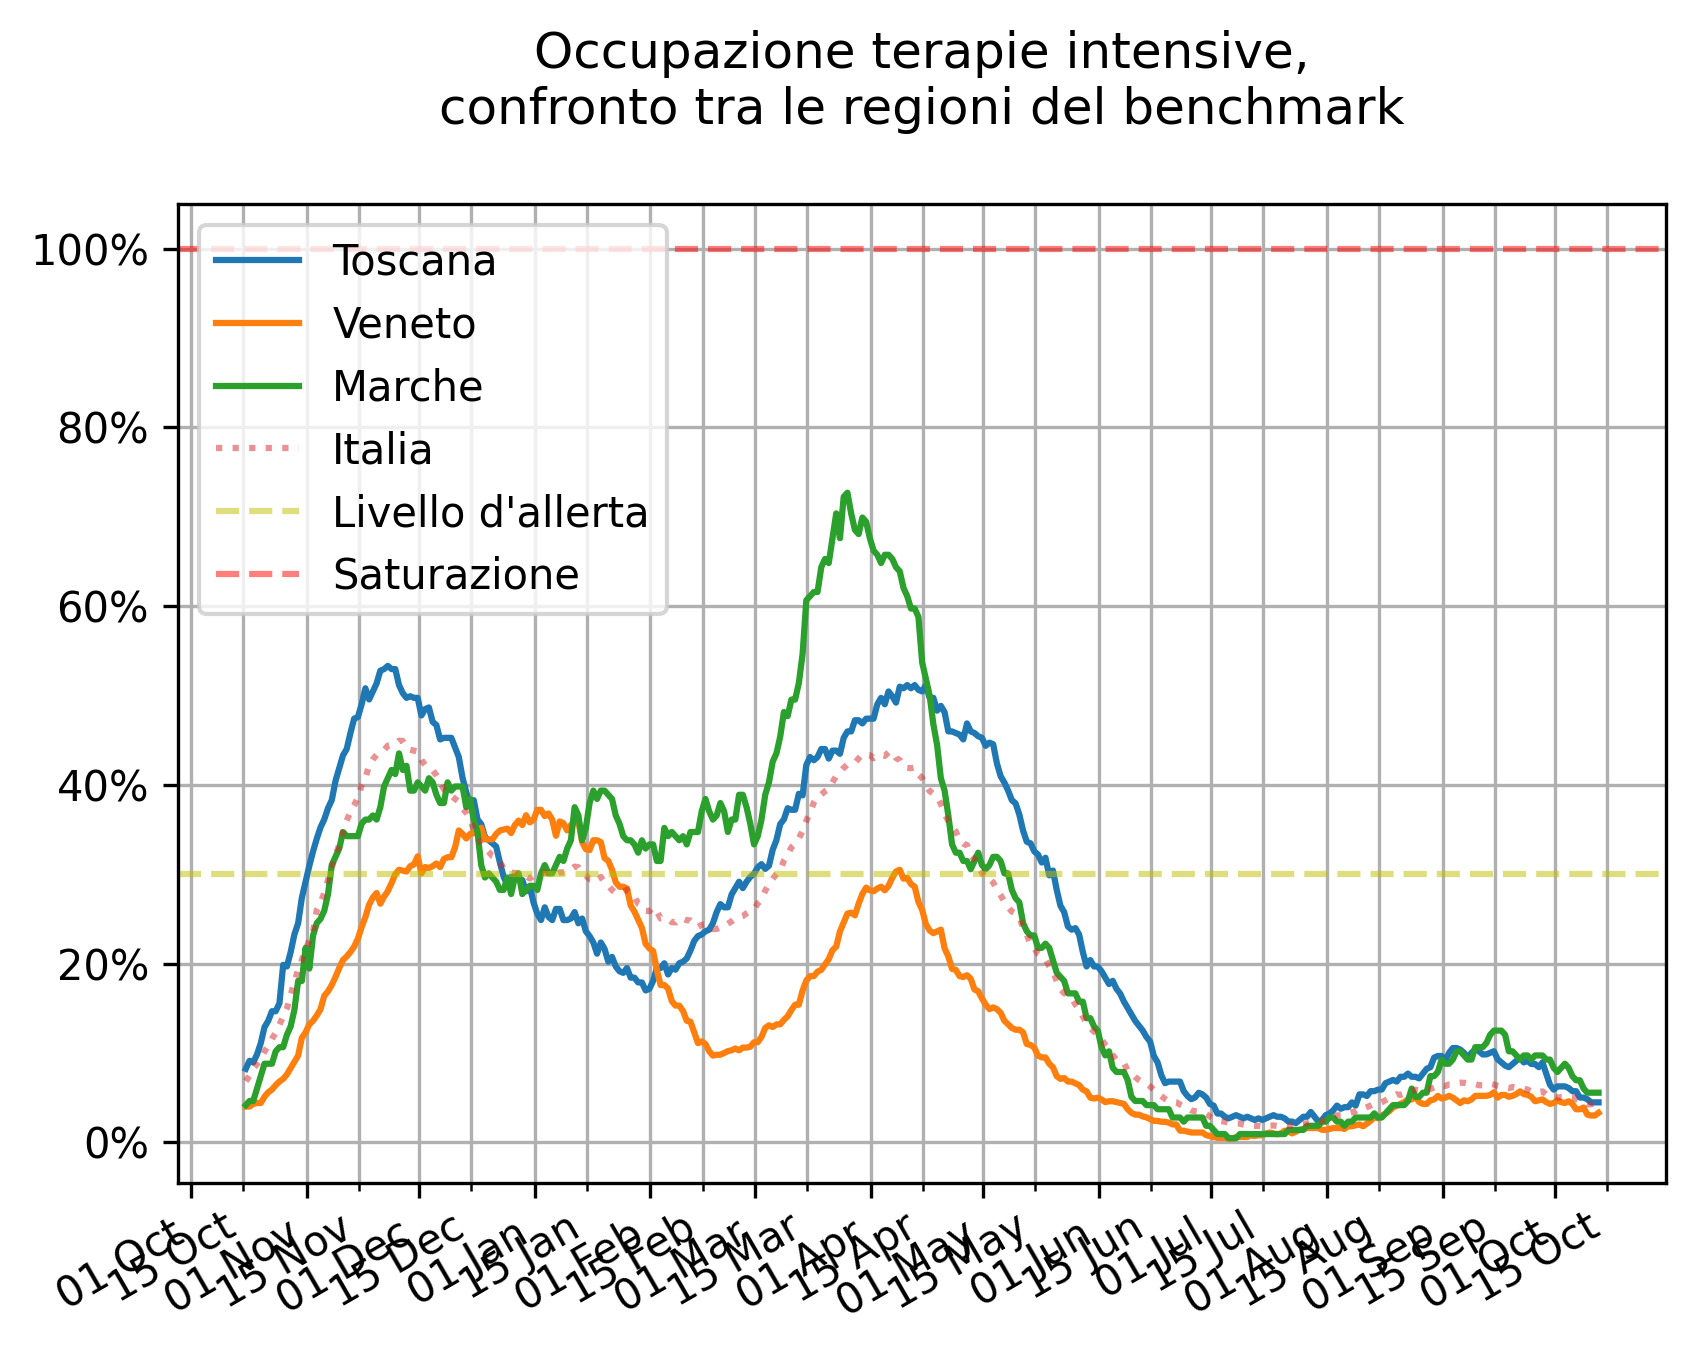 Occupazione terapie intensive,
confronto tra le regioni del benchmark
100%
80%
60%
40%
20%
0%
Toscana
Veneto
Marche
Italia
Livello d'allerta
Saturazione
01 Oct
15 Oct
01 Nov
15 Nov
01 Dec
15 Dec
01 Jan
15 Jan
01 Feb
15 Feb
01 Mar
15 Mar
01 Apr
15 Apr
01 May
15 May
01 Jun
15 Jun
01 Jul
15 Jul
01 Aug
15 Aug
01 Sep
15 Sep
01 Oct
15 Oct